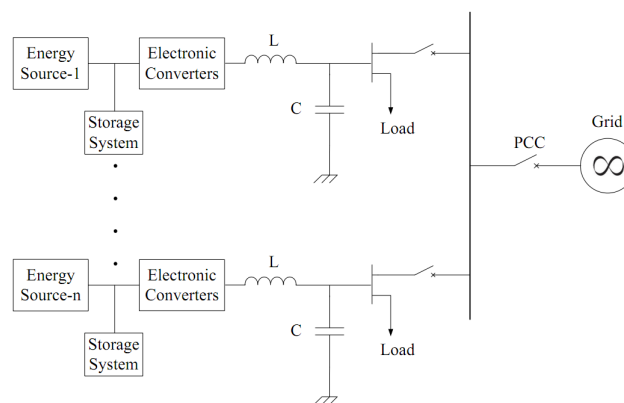 Energy
Source-1
Electronic
Converters
L
Storage
System
C
Load
PCC
Grid
∞
Energy
Source-n
Electronic
Converters
L
Storage
System
C
Load